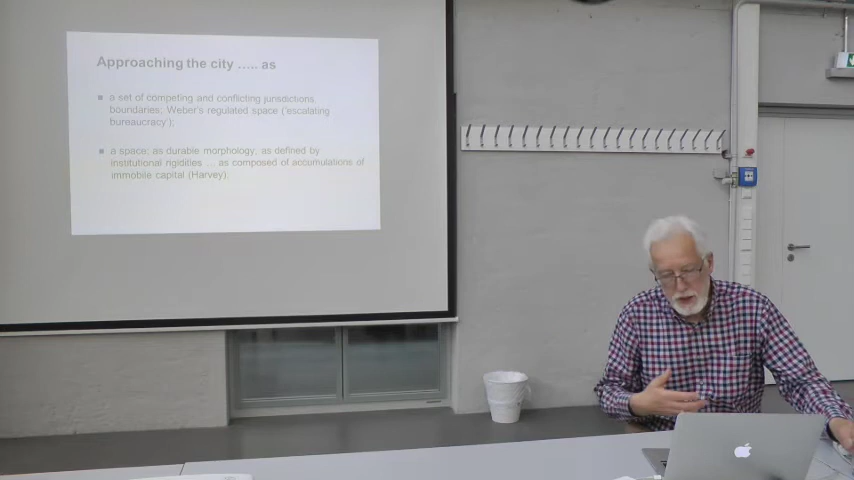 Approaching the city ..... as
a set of competing and conflicting jurisdictions,
boundaries; Weber's regulated space ('escalating
bureaucracy');
a space: as durable morphology; as defined by
institutional rigidities ... as composed of accumulations of
immobile capital (Harvey).